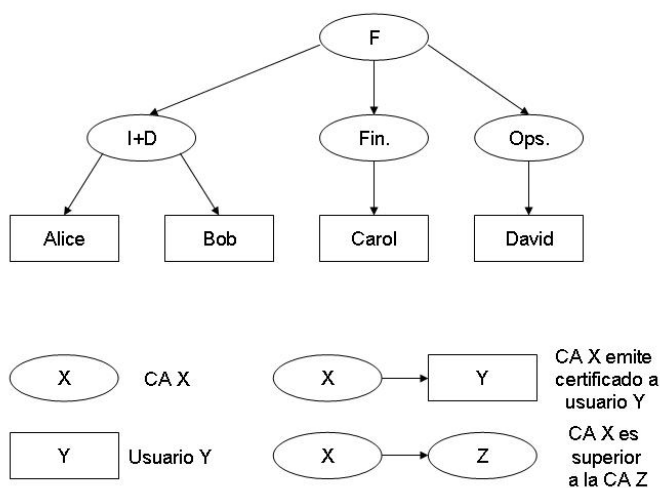 F
I+D
Fin.
Ops.
Alice
Bob
Carol
David
X
CA X
X
Y
CA X emite
certificado a
usuario Y
Y
Usuario Y
X
Z
CA X es
superior
a la CA Z